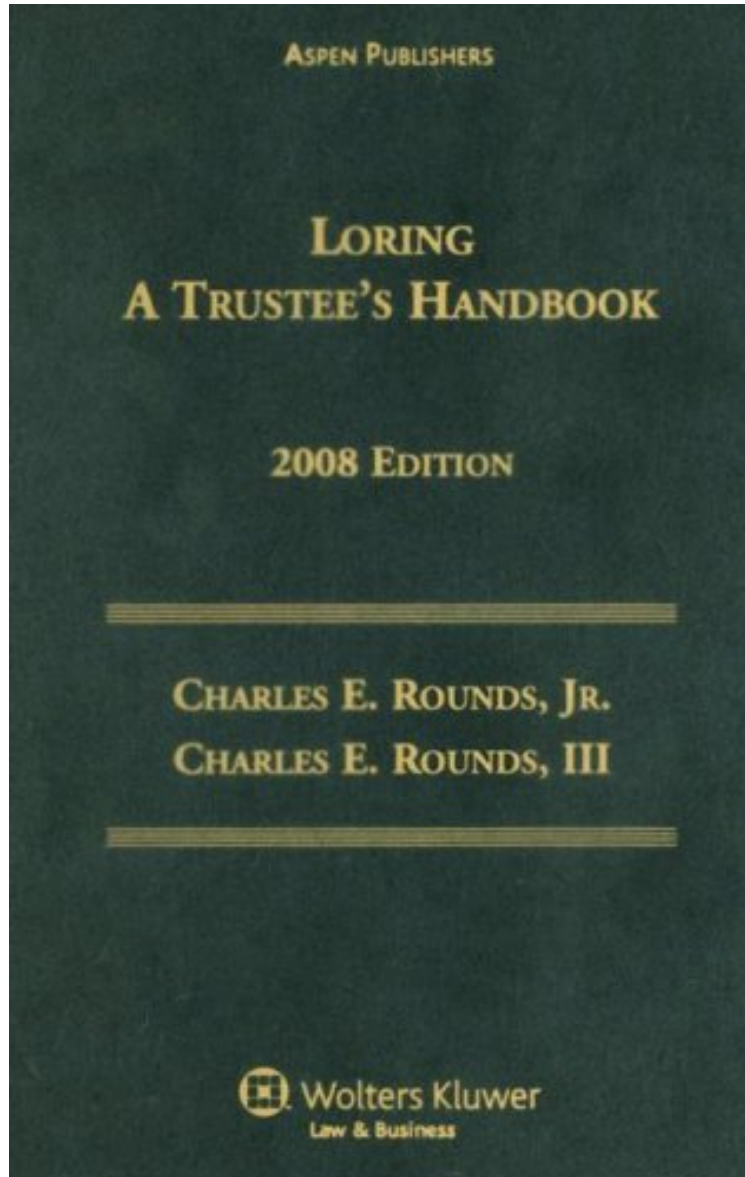 ASPEN PUBLISHERS
LORING
A TRUSTEE'S HANDBOOK
2008 EDITION
CHARLES E. ROUNDS, JR.
CHARLES E. ROUNDS, III
Wolters Kluwer
Law & Business